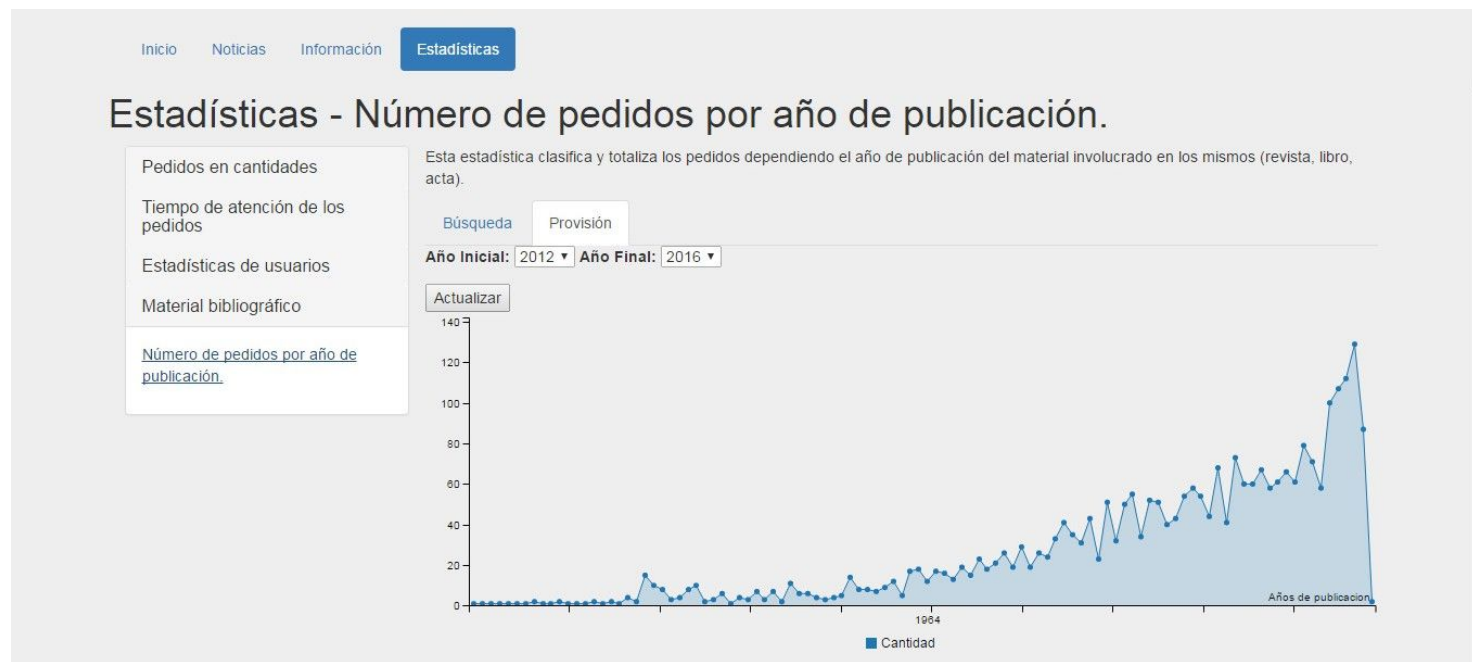 Inicio Noticias Información Estadísticas
Estadísticas - Número de pedidos por año de publicación.
Pedidos en cantidades
Tiempo de atención de los
pedidos
Estadísticas de usuarios
Material bibliográfico
Número de pedidos por año de
publicación.
Esta estadística clasifica y totaliza los pedidos dependiendo el año de publicación del material involucrado en los mismos (revista, libro,
acta).
Búsqueda Provisión
Año Inicial: 2012 Año Final: 2016
Actualizar
140
120
100
80
60
40
20
0
Años de publicacion
1964
Cantidad